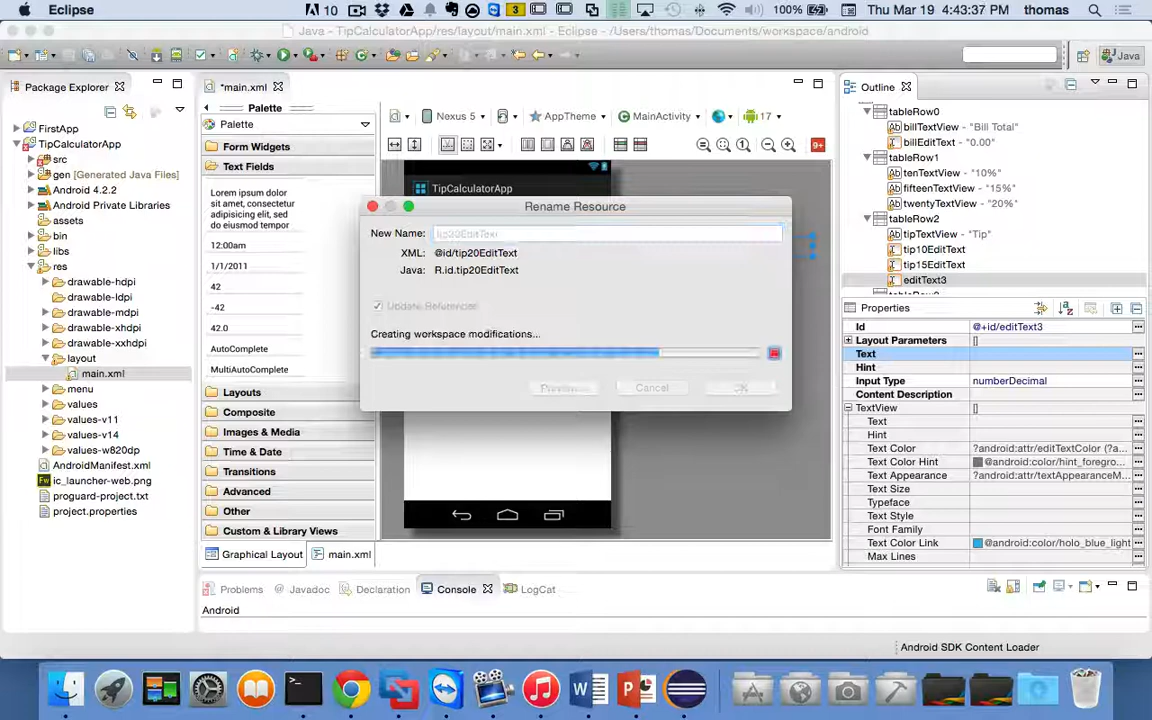 Eclipse
10
3
100%
Thu Mar 19 4:43:37 PM
thomas
Java – TipCalculatorApp/res/layout/main.xml – Eclipse – /Users/thomas/Documents/workspace/android
Java
Package Explorer
FirstApp
TipCalculatorApp
src
gen [Generated Java Files]
Android 4.2.2
Android Private Libraries
assets
bin
libs
res
drawable-hdpi
drawable-ldpi
drawable-mdpi
drawable-xhdpi
drawable-xxhdpi
layout
main.xml
menu
values
values-v11
values-v14
values-w820dp
AndroidManifest.xml
ic_launcher-web.png
proguard-project.txt
project.properties
*main.xml
Palette
Palette
Form Widgets
Text Fields
Lorem ipsum dolor
sit amet, consectetur
adipisicing elit, sed
do eiusmod tempor
12:00am
1/1/2011
42
-42
42.0
AutoComplete
MultiAutoComplete
Layouts
Composite
Images & Media
Time & Date
Transitions
Advanced
Other
Custom & Library Views
Graphical Layout
main.xml
Nexus 5
AppTheme
MainActivity
17
9+
TipCalculatorApp
Rename Resource
New Name: tip20EditText
XML: @id/tip20EditText
Java: R.id.tip20EditText
Update References
Creating workspace modifications...
Preview
Cancel
OK
Outline
tableRow0
billTextView - "Bill Total"
billEditText - "0.00"
tableRow1
tenTextView - "10%"
fifteenTextView - "15%"
twentyTextView - "20%"
tableRow2
tipTextView - "Tip"
tip10EditText
tip15EditText
editText3
Properties
Id @+id/editText3
Layout Parameters []
Text
Hint
Input Type numberDecimal
Content Description
TextView []
Text
Hint
Text Color ?android:attr/editTextColor (?a...
Text Color Hint @android:color/hint_foregro...
Text Appearance ?android:attr/textAppearanceM...
Text Size
Typeface
Text Style
Font Family
Text Color Link @android:color/holo_blue_light
Max Lines
Problems
@ Javadoc
Declaration
Console
LogCat
Android
Android SDK Content Loader